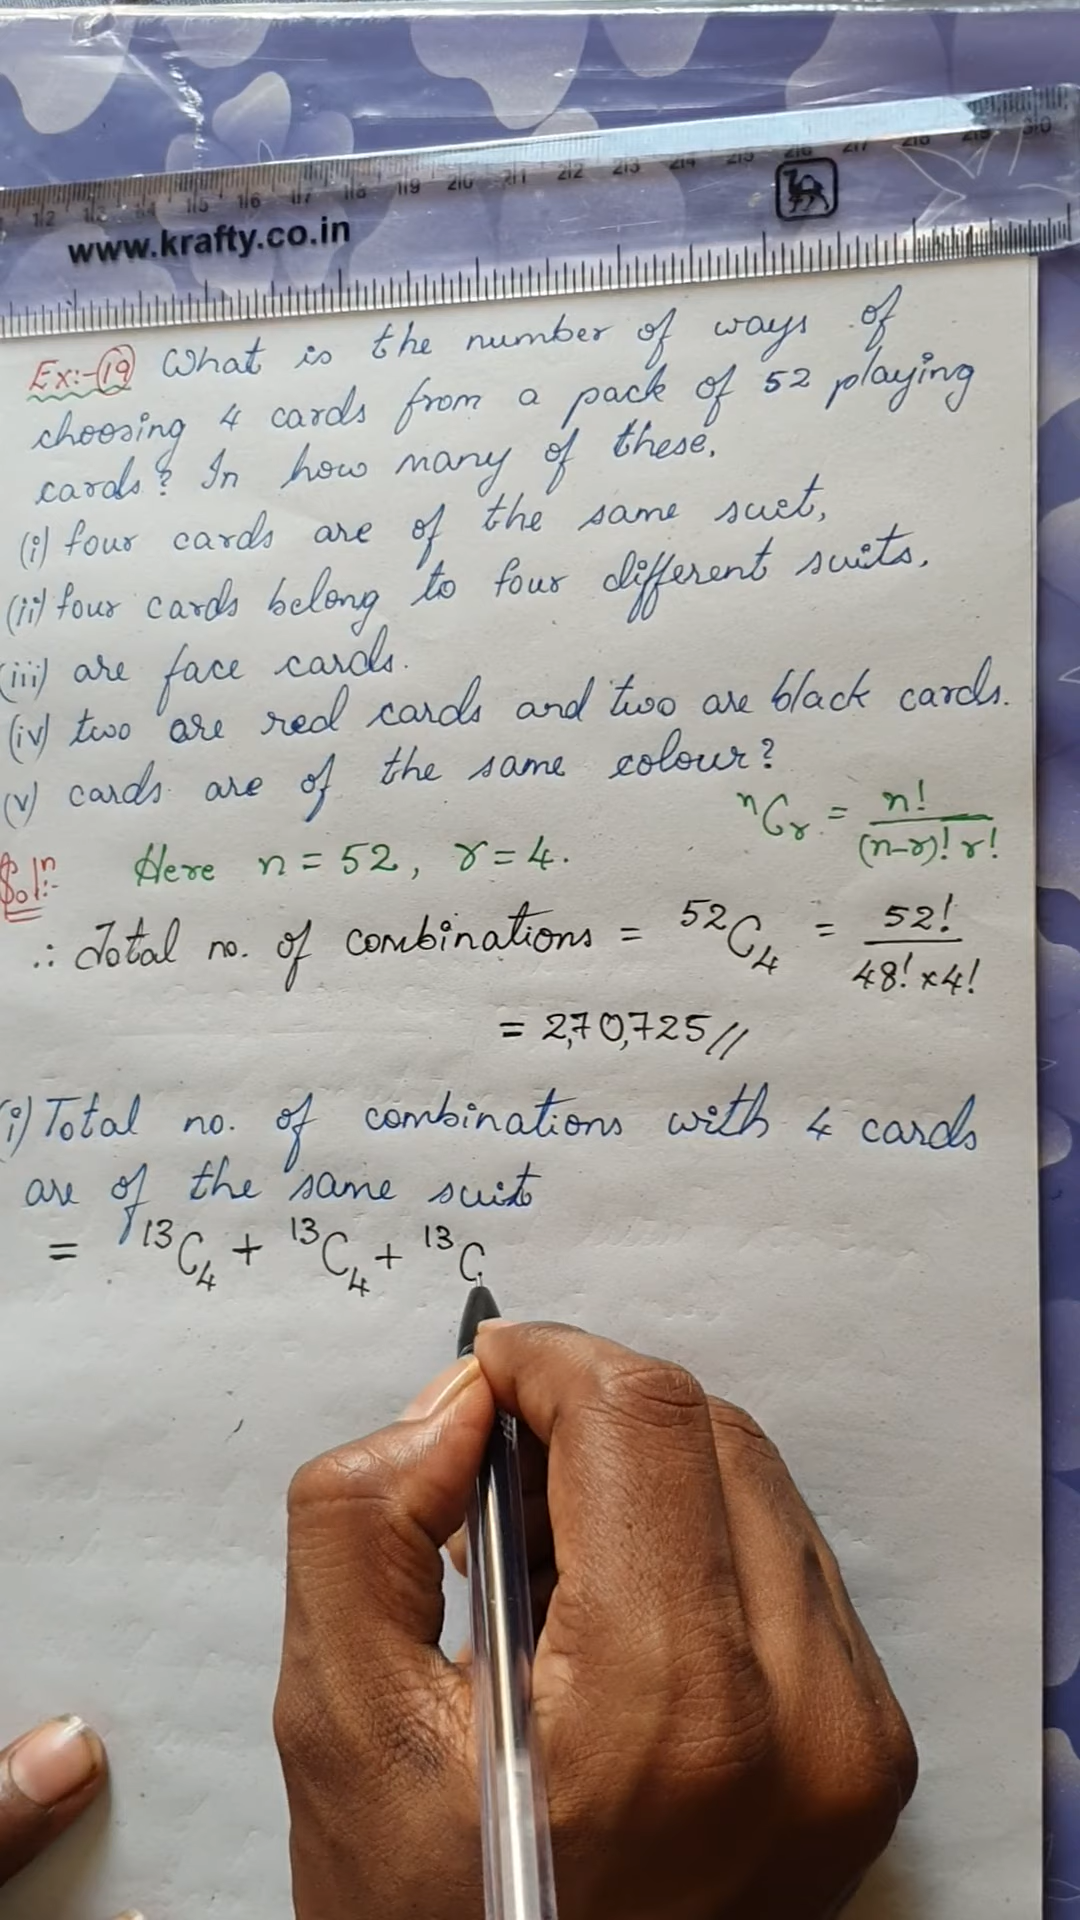 www.krafty.co.in
Ex:-(19) What is the number of ways of
choosing 4 cards from a pack of 52 playing
cards? In how many of these,
(i) four cards are of the same suit,
(ii) four cards belong to four different suits,
(iii) are face cards.
(iv) two are red cards and two are black cards.
(v) cards are of the same colour?
ⁿCᵣ = n! / (n-r)! r!
Solⁿ:- Here n = 52, r = 4.
∴ Total no. of combinations = ⁵²C₄ = 52! / 48! × 4!
= 2,70,725//
(i) Total no. of combinations with 4 cards
are of the same suit
= ¹³C₄ + ¹³C₄ + ¹³C